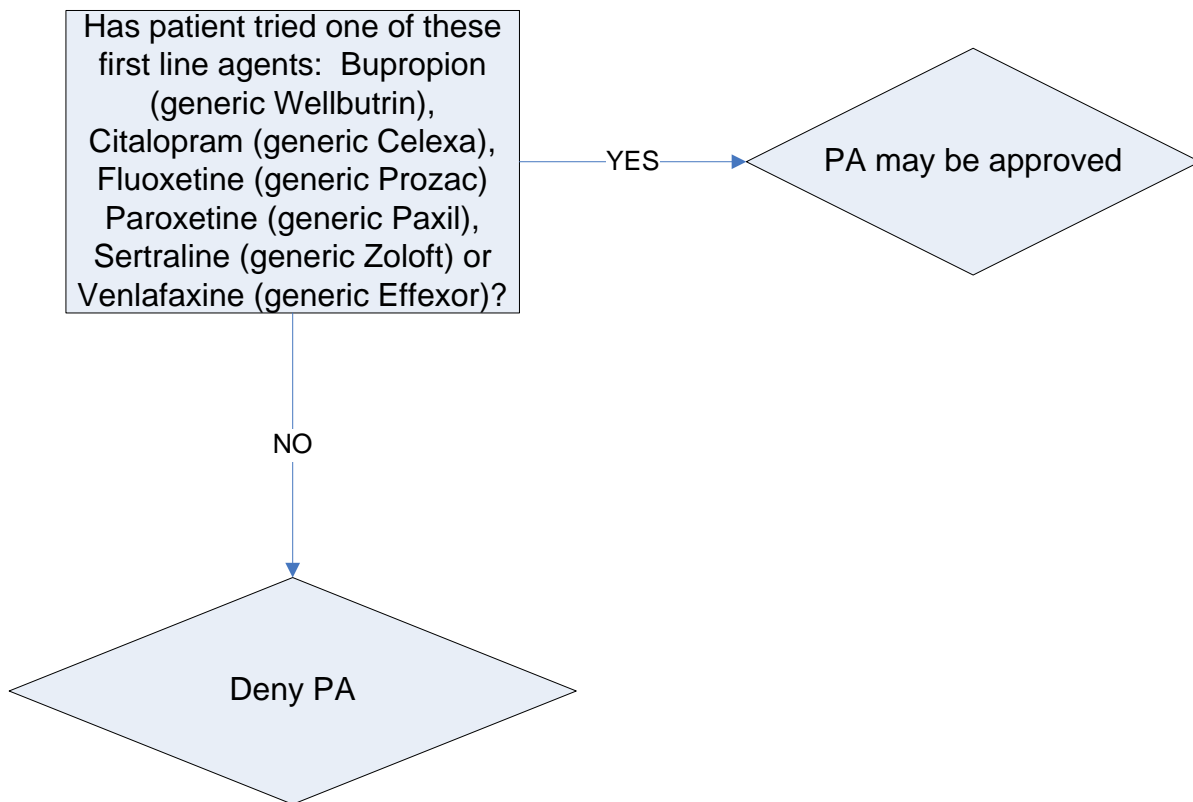 Has patient tried one of these
first line agents:  Bupropion
(generic Wellbutrin),
Citalopram (generic Celexa),
Fluoxetine (generic Prozac)
Paroxetine (generic Paxil),
Sertraline (generic Zoloft) or
Venlafaxine (generic Effexor)?
YES
PA may be approved
NO
Deny PA